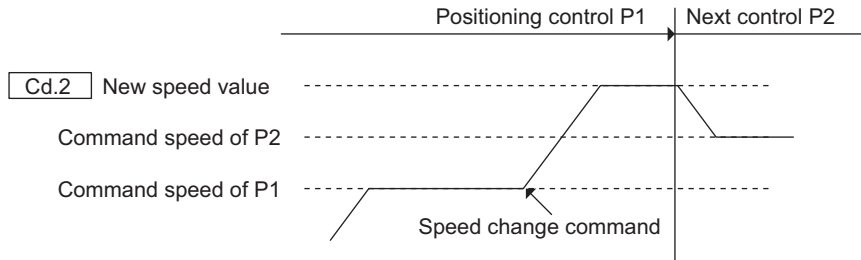 Positioning control P1 Next control P2
Cd.2 New speed value
Command speed of P2
Command speed of P1
Speed change command